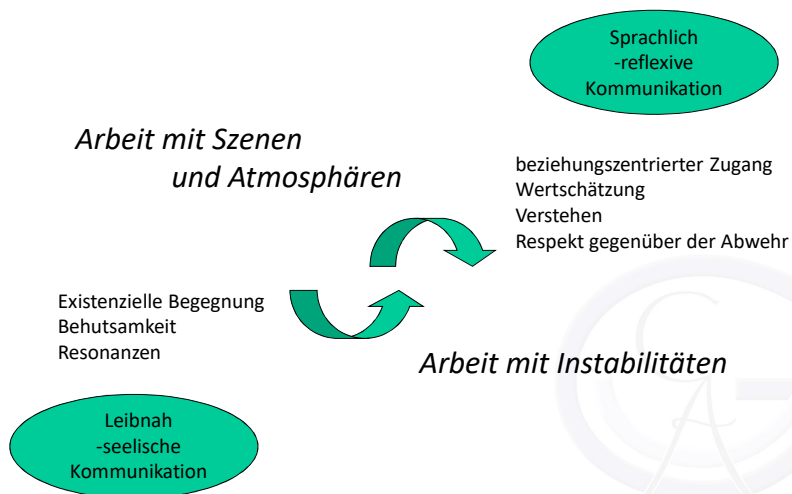 Sprachlich
-reflexive
Kommunikation
Arbeit mit Szenen
und Atmosphären
beziehungszentrierter Zugang
Wertschätzung
Verstehen
Respekt gegenüber der Abwehr
Existenzielle Begegnung
Behutsamkeit
Resonanzen
Arbeit mit Instabilitäten
Leibnah
-seelische
Kommunikation